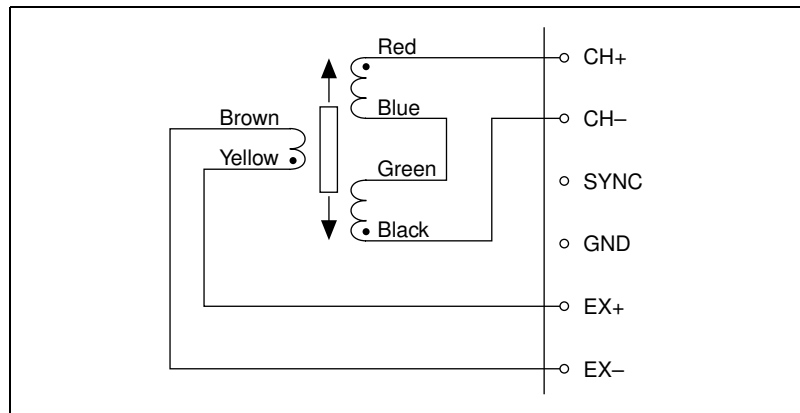 Red
CH+
Brown
Blue
CH–
Yellow
Green
SYNC
Black
GND
EX+
EX–